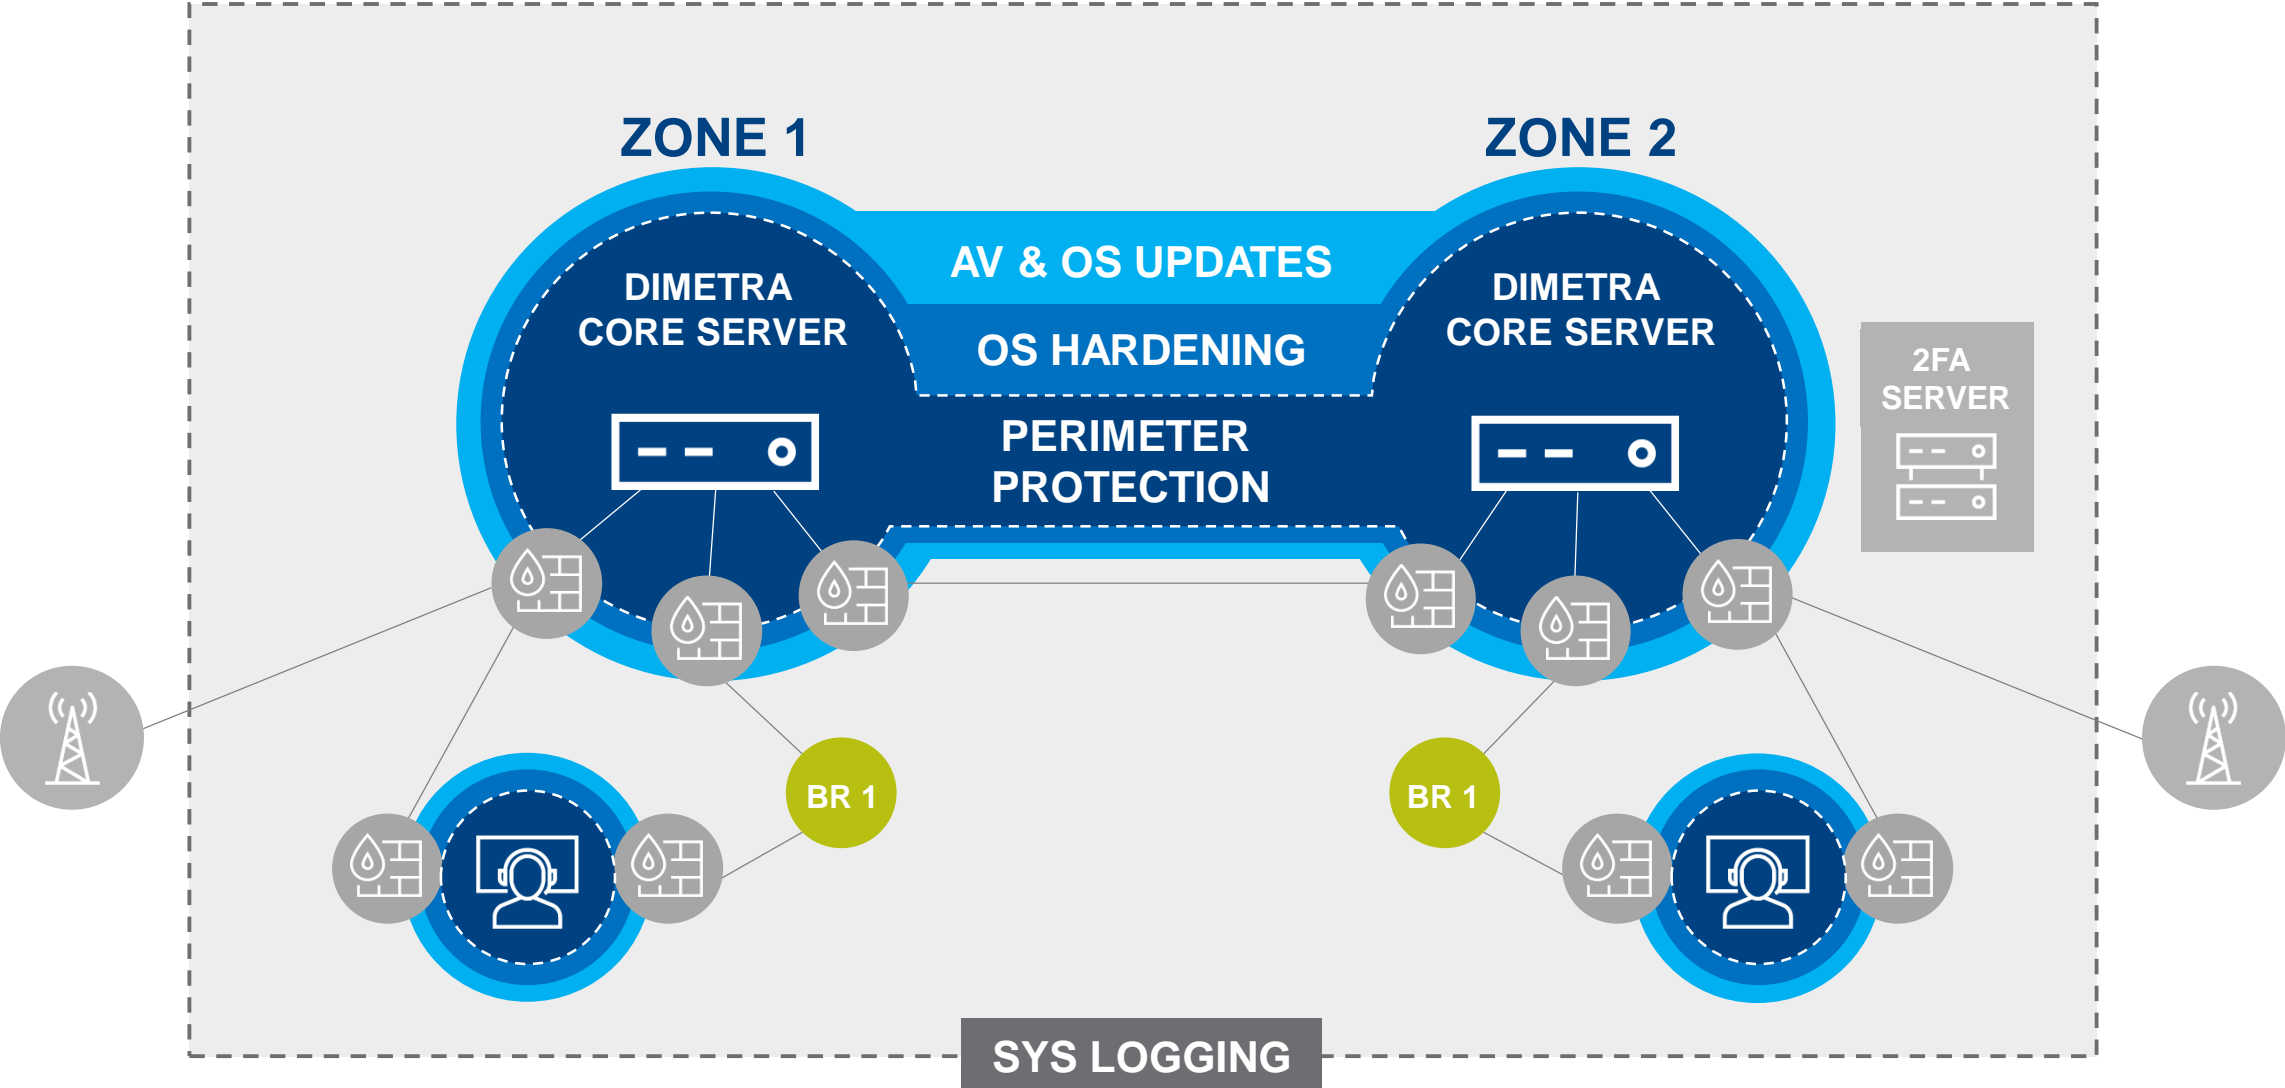 ZONE 1
ZONE 2
AV & OS UPDATES
DIMETRA
CORE SERVER
OS HARDENING
DIMETRA
CORE SERVER
2FA
SERVER
PERIMETER
PROTECTION
BR 1
BR 1
SYS LOGGING